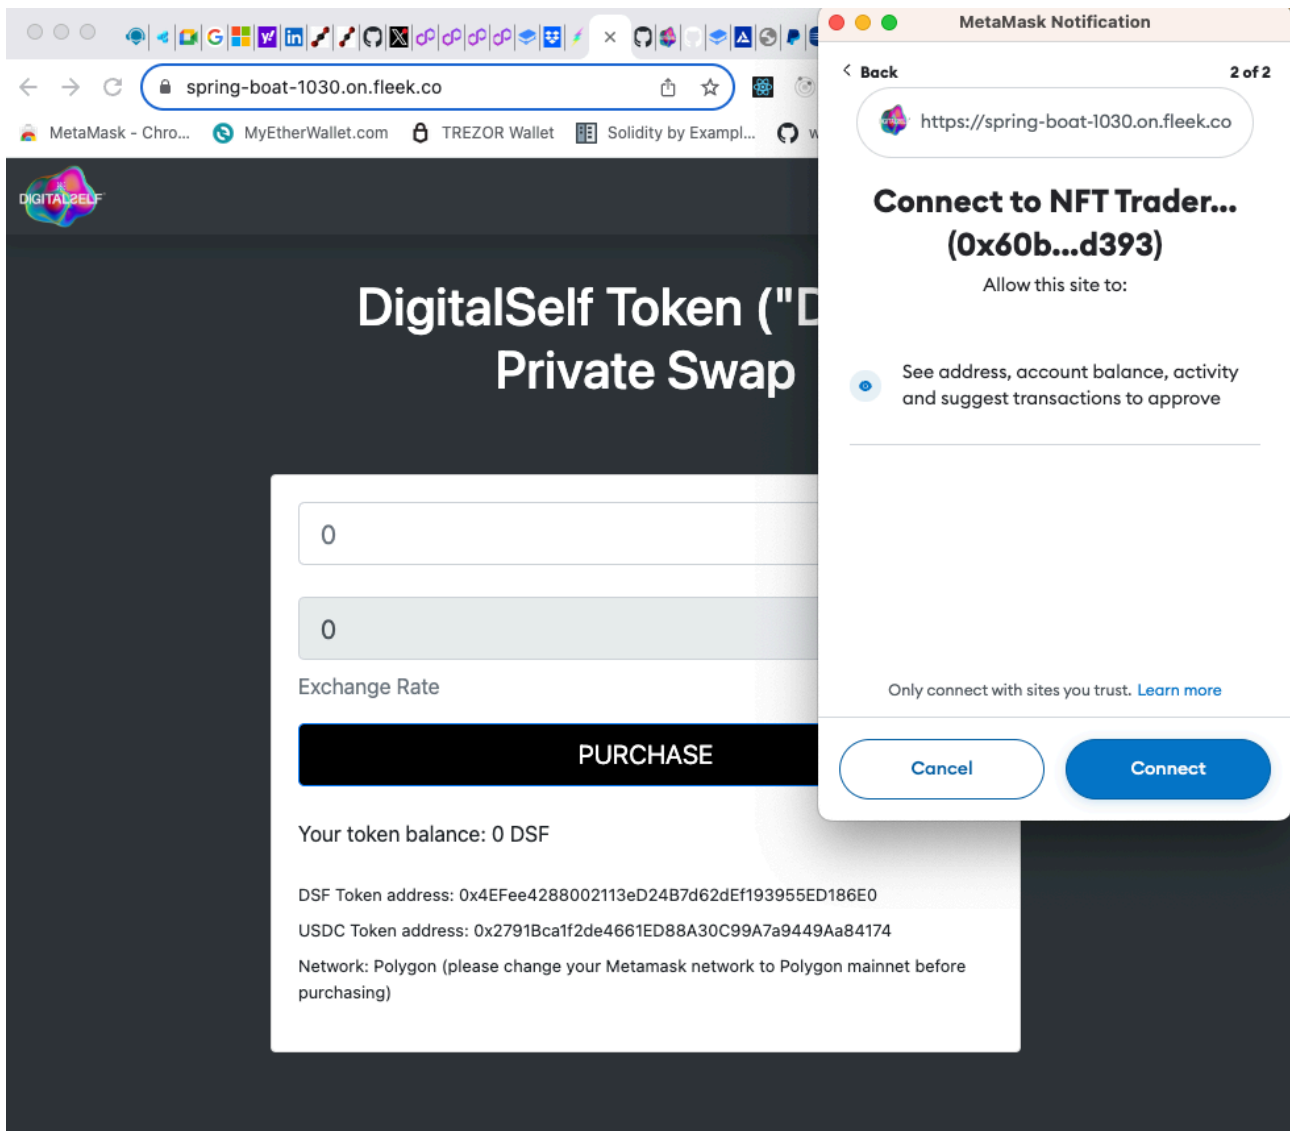 spring-boat-1030.on.fleek.co
MetaMask - Chro...
MyEtherWallet.com
TREZOR Wallet
Solidity by Exampl...
DIGITALSELF
DigitalSelf Token ("D
Private Swap
0
0
Exchange Rate
PURCHASE
Your token balance: 0 DSF
DSF Token address: 0x4EFee4288002113eD24B7d62dEf193955ED186E0
USDC Token address: 0x2791Bca1f2de4661ED88A30C99A7a9449Aa84174
Network: Polygon (please change your Metamask network to Polygon mainnet before
purchasing)
MetaMask Notification
Back
2 of 2
https://spring-boat-1030.on.fleek.co
Connect to NFT Trader...
(0x60b...d393)
Allow this site to:
See address, account balance, activity
and suggest transactions to approve
Only connect with sites you trust. Learn more
Cancel
Connect